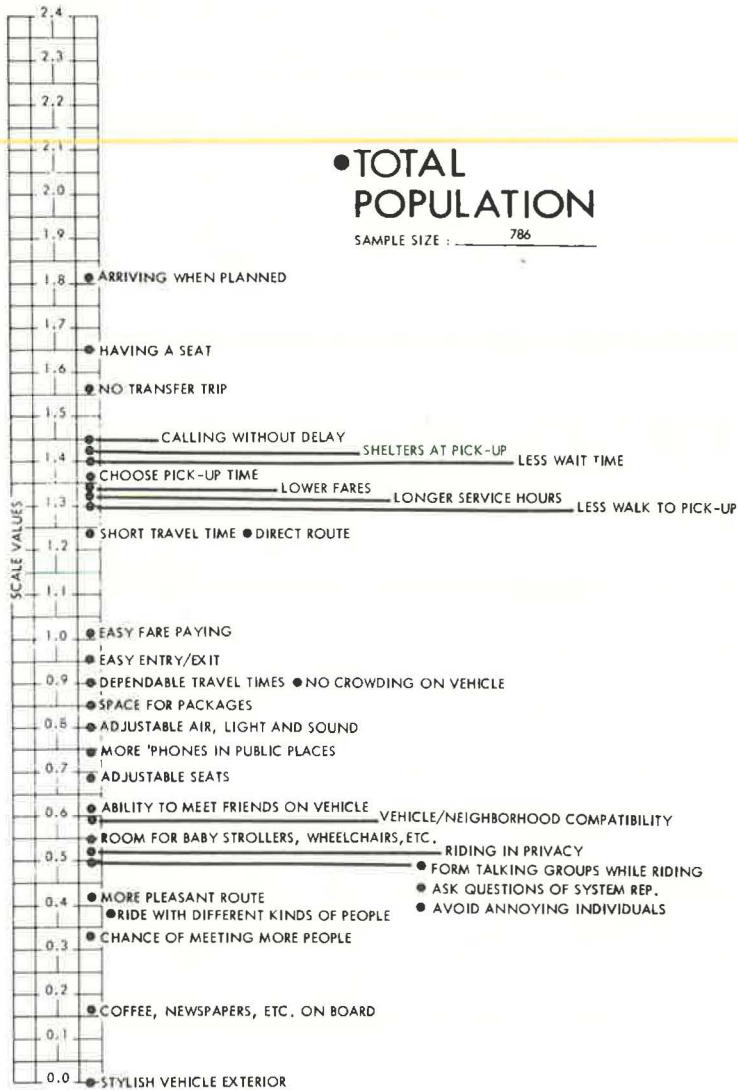 2.4
2.3
2.2
2.1
●TOTAL
POPULATION
2.0
1.9
SAMPLE SIZE : 786
1.8 ● ARRIVING WHEN PLANNED
1.7
● HAVING A SEAT
1.6
● NO TRANSFER TRIP
1.5
CALLING WITHOUT DELAY
SHELTERS AT PICK-UP
1.4 LESS WAIT TIME
● CHOOSE PICK-UP TIME
LOWER FARES
LONGER SERVICE HOURS
1.3 LESS WALK TO PICK-UP
SCALE VALUES
● SHORT TRAVEL TIME ● DIRECT ROUTE
1.2
1.1
1.0 ● EASY FARE PAYING
● EASY ENTRY/EXIT
0.9 ● DEPENDABLE TRAVEL TIMES ● NO CROWDING ON VEHICLE
● SPACE FOR PACKAGES
0.8 ● ADJUSTABLE AIR, LIGHT AND SOUND
● MORE 'PHONES IN PUBLIC PLACES
0.7 ● ADJUSTABLE SEATS
● ABILITY TO MEET FRIENDS ON VEHICLE
0.6 VEHICLE/NEIGHBORHOOD COMPATIBILITY
● ROOM FOR BABY STROLLERS, WHEELCHAIRS,ETC.
RIDING IN PRIVACY
0.5 ● FORM TALKING GROUPS WHILE RIDING
● ASK QUESTIONS OF SYSTEM REP.
● AVOID ANNOYING INDIVIDUALS
0.4 ● MORE PLEASANT ROUTE
● RIDE WITH DIFFERENT KINDS OF PEOPLE
● CHANCE OF MEETING MORE PEOPLE
0.3
0.2
● COFFEE, NEWSPAPERS, ETC. ON BOARD
0.1
0.0 ● STYLISH VEHICLE EXTERIOR